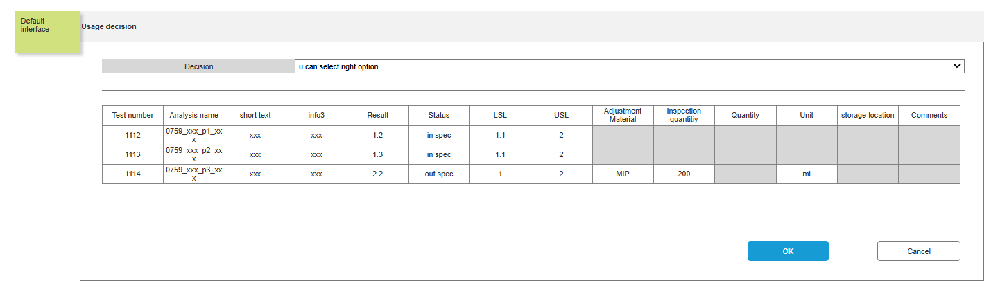 Default
interface
Usage decision
Decision
u can select right option
Test number Analysis name short text info3 Result Status LSL USL Adjustment Material Inspection quantitiy Quantity Unit storage location Comments
1112 0759_xxx_p1_xxx xxx xxx 1.2 in spec 1.1 2
1113 0759_xxx_p2_xxx xxx xxx 1.3 in spec 1.1 2
1114 0759_xxx_p3_xxx xxx xxx 2.2 out spec 1 2 MIP 200 ml
OK Cancel